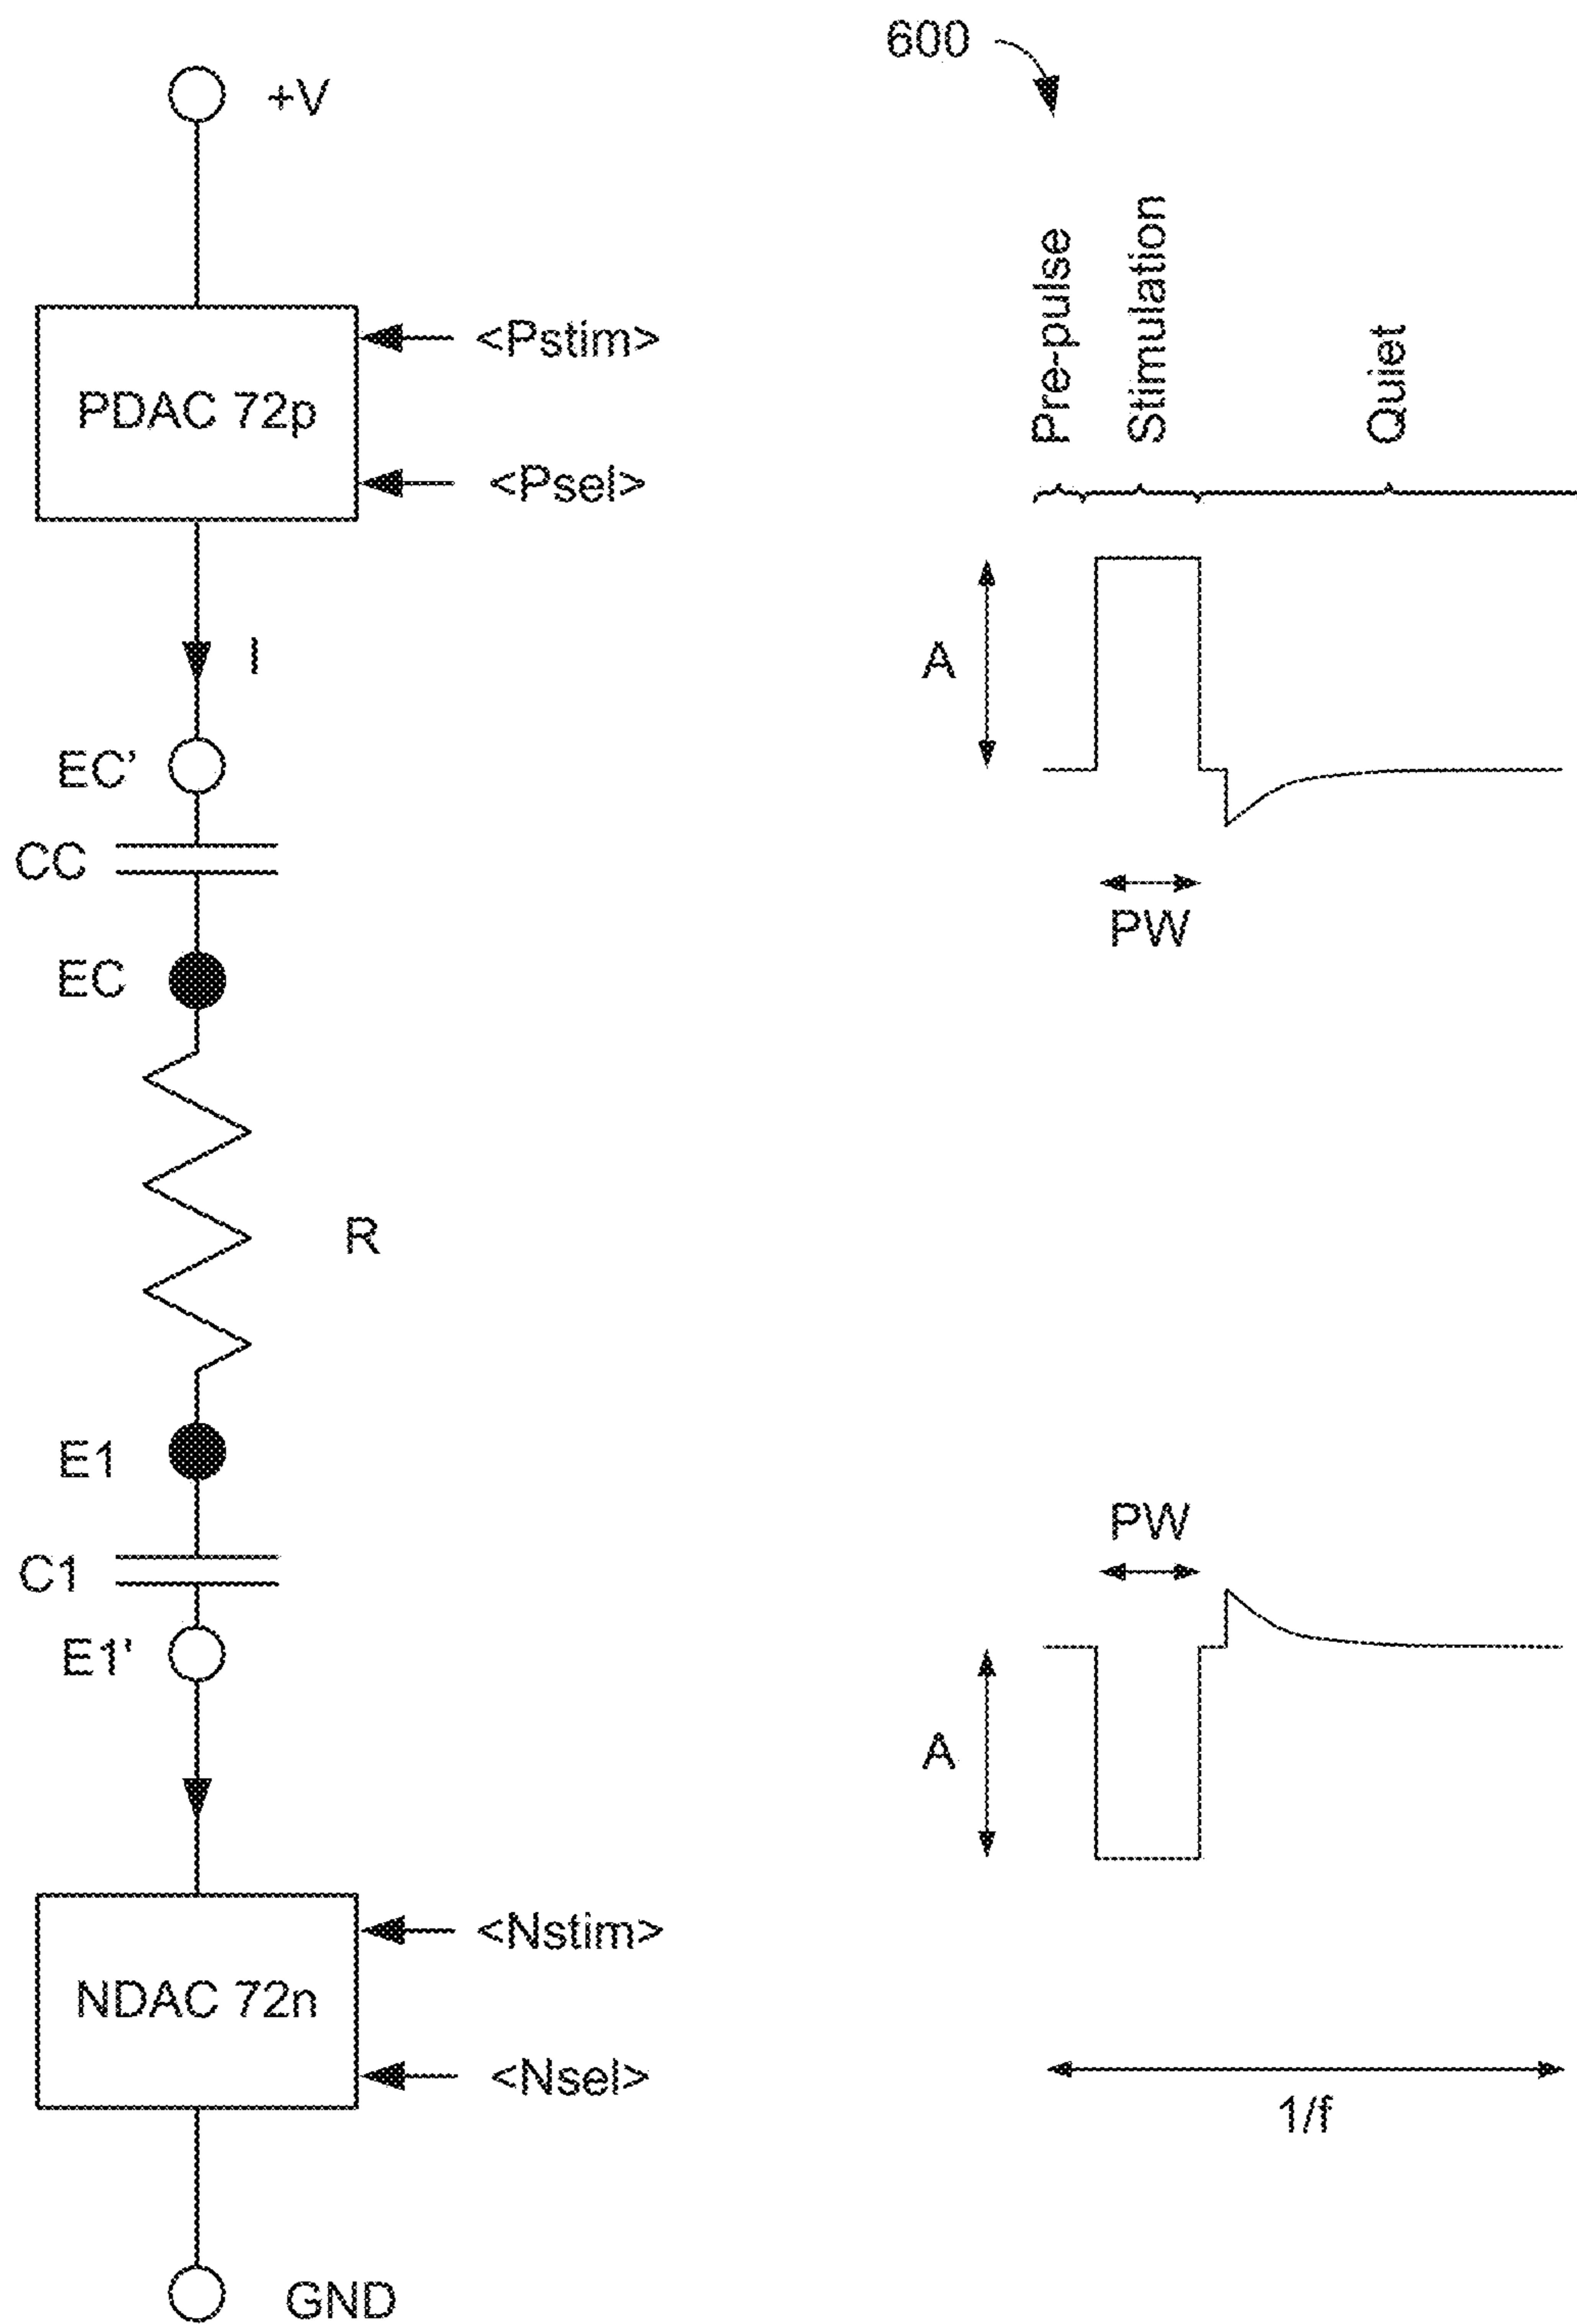 600
+V
Pre-pulse
Stimulation
Quiet
<Pstim>
PDAC 72p
<Psel>
I
A
EC'
CC
PW
EC
R
E1
PW
C1
E1'
A
<Nstim>
NDAC 72n
<Nsel>
1/f
GND